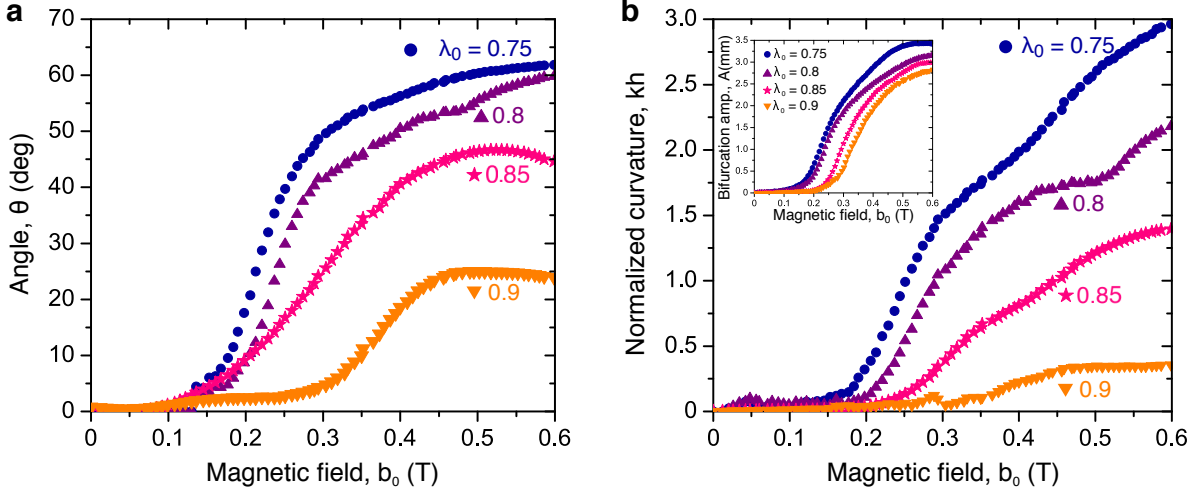 a
70
60
50
40
30
20
10
0
Angle, θ (deg)
0 0.1 0.2 0.3 0.4 0.5 0.6
Magnetic field, b₀ (T)
λ₀ = 0.75
0.8
0.85
0.9
b
3.0
2.5
2.0
1.5
1.0
0.5
0
Normalized curvature, kh
0 0.1 0.2 0.3 0.4 0.5 0.6
Magnetic field, b₀ (T)
λ₀ = 0.75
0.8
0.85
0.9
3.5
3.0
2.5
2.0
1.5
1.0
0.5
0
Bifurcation amp., A(mm)
λ₀ = 0.75
λ₀ = 0.8
λ₀ = 0.85
λ₀ = 0.9
0 0.1 0.2 0.3 0.4 0.5 0.6
Magnetic field, b₀ (T)